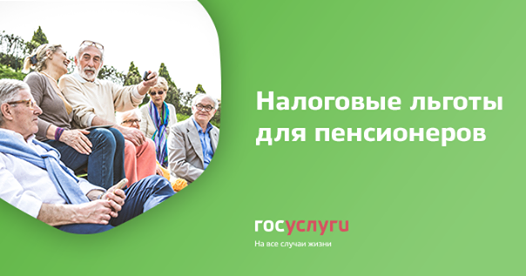 Налоговые льготы
для пенсионеров
госуслуги
На все случаи жизни